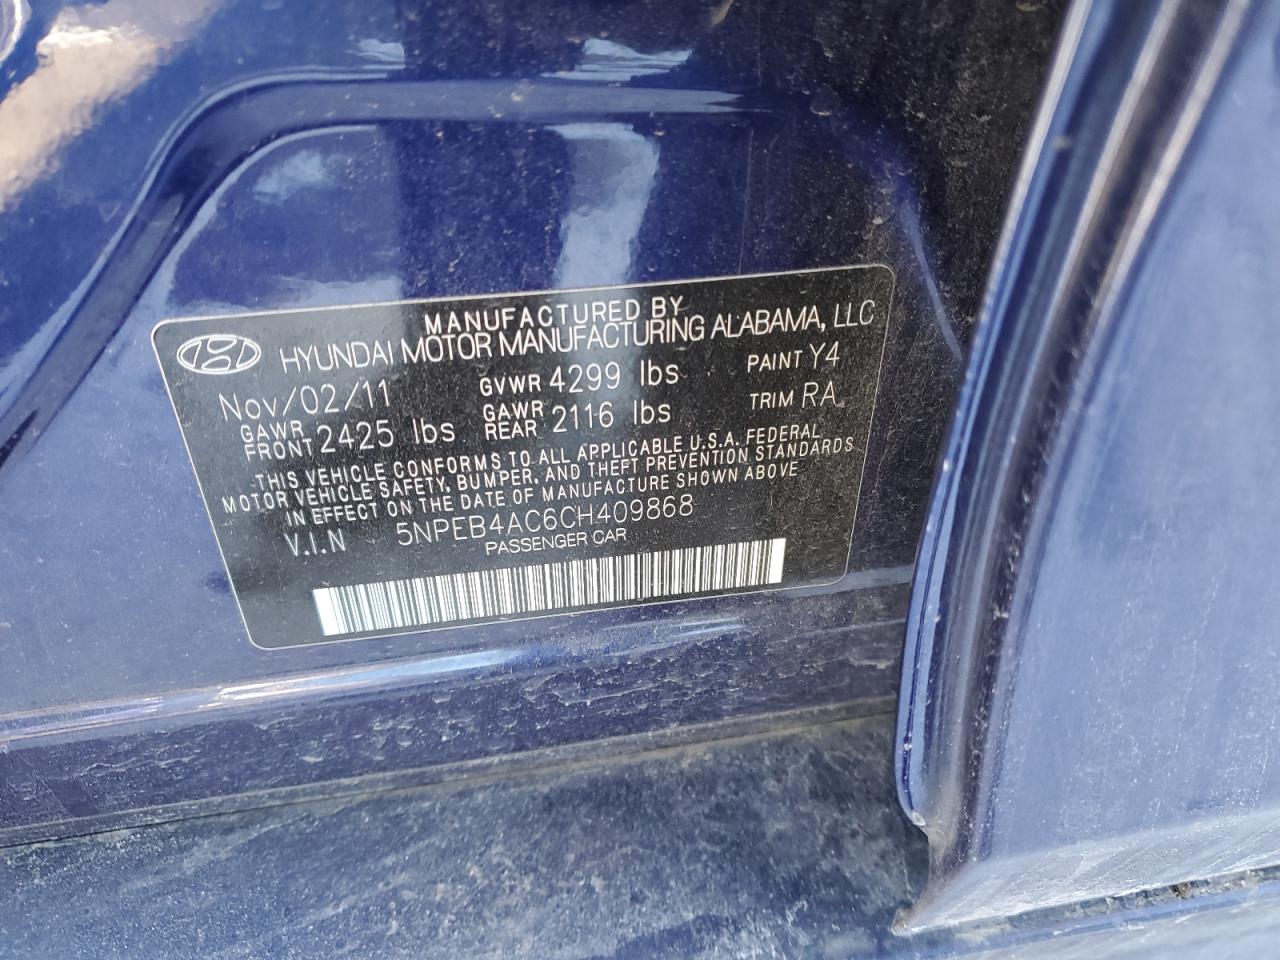 MANUFACTURED BY
HYUNDAI MOTOR MANUFACTURING ALABAMA, LLC
Nov/02/11 GVWR 4299 lbs PAINT Y4
GAWR FRONT 2425 lbs GAWR REAR 2116 lbs TRIM RA
THIS VEHICLE CONFORMS TO ALL APPLICABLE U.S.A. FEDERAL
MOTOR VEHICLE SAFETY, BUMPER, AND THEFT PREVENTION STANDARDS
IN EFFECT ON THE DATE OF MANUFACTURE SHOWN ABOVE
V.I.N 5NPEB4AC6CH409868
PASSENGER CAR